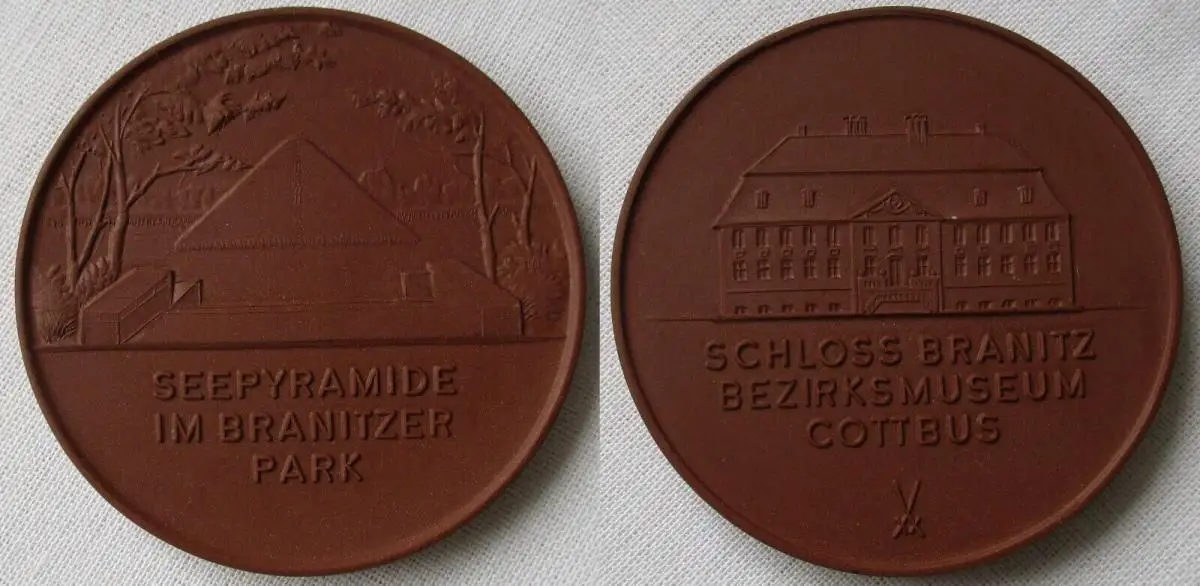 SEEPYRAMIDE
IM BRANITZER
PARK
SCHLOSS BRANITZ
BEZIRKSMUSEUM
COTTBUS